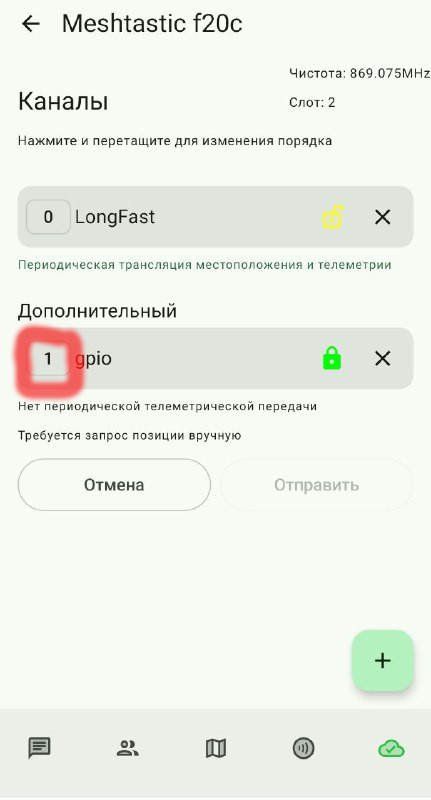 Meshtastic f20c
Чистота: 869.075MHz
Каналы
Слот: 2
Нажмите и перетащите для изменения порядка
0 LongFast
Периодическая трансляция местоположения и телеметрии
Дополнительный
1 gpio
Нет периодической телеметрической передачи
Требуется запрос позиции вручную
Отмена Отправить